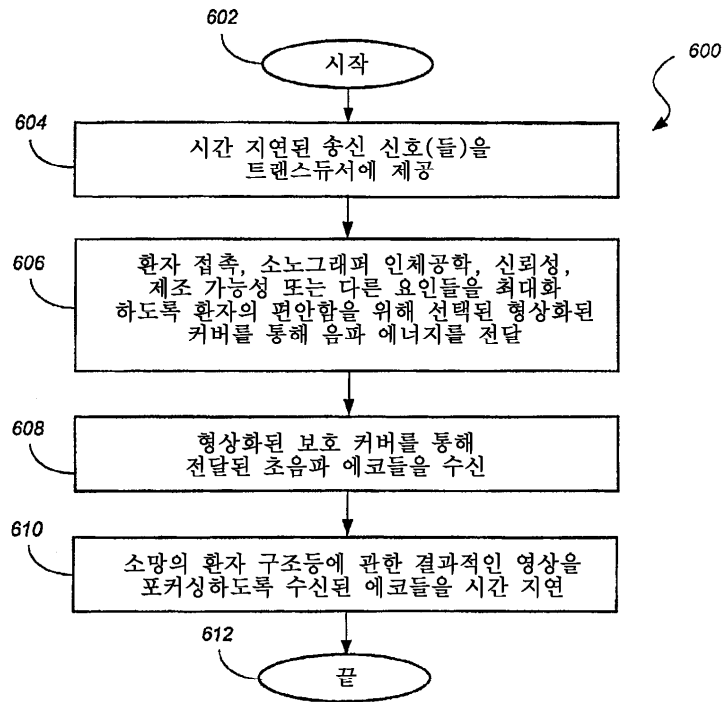 602
시작
600
604
시간 지연된 송신 신호(들)을
트랜스듀서에 제공
606
환자 접촉, 소노그래퍼 인체공학, 신뢰성,
제조 가능성 또는 다른 요인들을 최대화
하도록 환자의 편안함을 위해 선택된 형상화된
커버를 통해 음파 에너지를 전달
608
형상화된 보호 커버를 통해
전달된 초음파 에코들을 수신
610
소망의 환자 구조등에 관한 결과적인 영상을
포커싱하도록 수신된 에코들을 시간 지연
612
끝